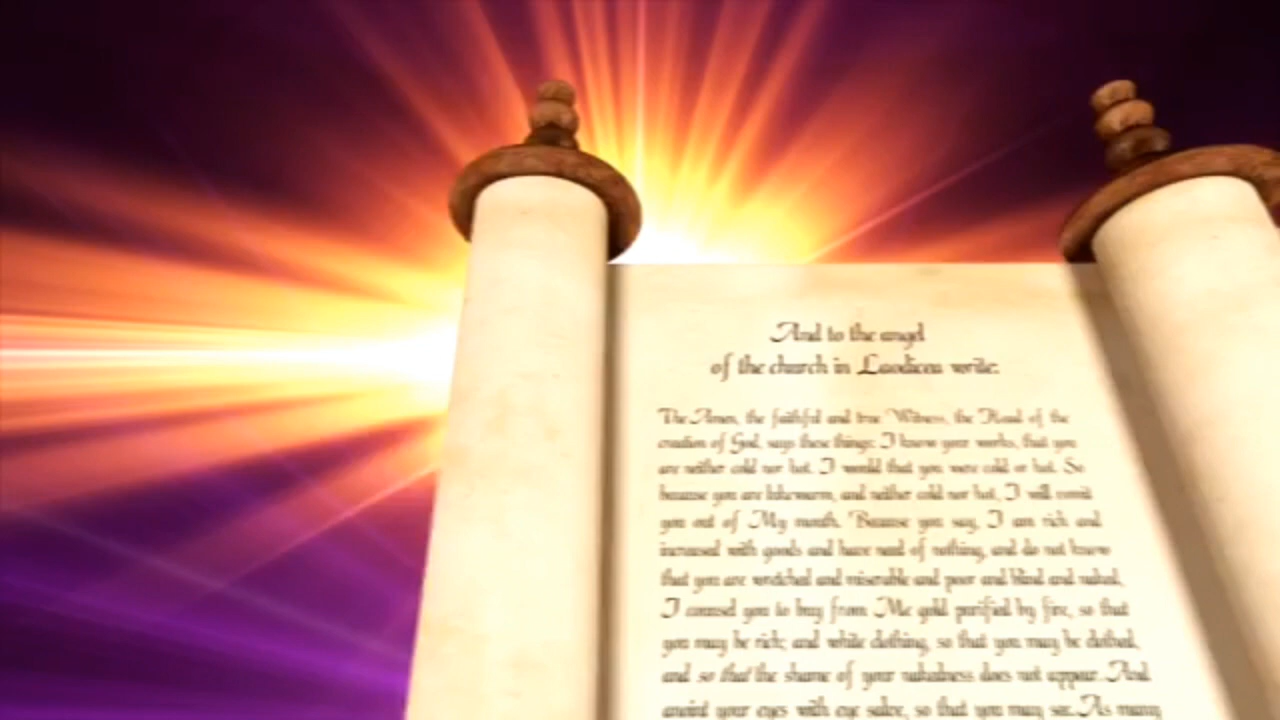 And to the angel
of the church in Laodicea write:
The Amen, the faithful and true Witness, the Head of the
creation of God, says these things: I know your works, that you
are neither cold nor hot. I would that you were cold or hot. So
because you are lukewarm, and neither cold nor hot, I will vomit
you out of My mouth. Because you say, I am rich and
increased with goods and have need of nothing, and do not know
that you are wretched and miserable and poor and blind and naked,
I counsel you to buy from Me gold purified by fire, so that
you may be rich; and white clothing, so that you may be clothed,
and so that the shame of your nakedness does not appear. And
anoint your eyes with eye salve, so that you may see. As many